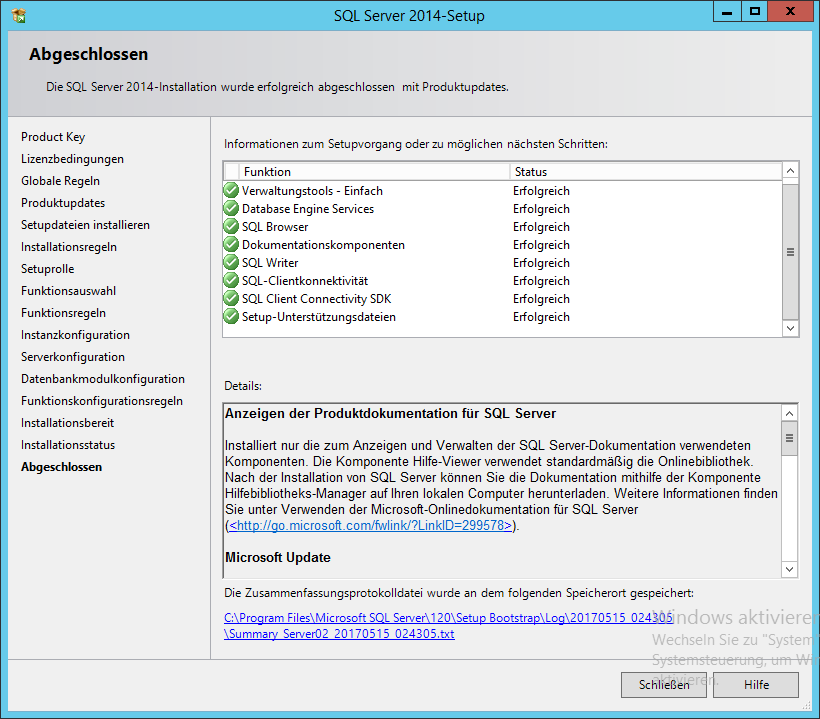 SQL Server 2014-Setup
Abgeschlossen
Die SQL Server 2014-Installation wurde erfolgreich abgeschlossen mit Produktupdates.
Product Key
Lizenzbedingungen
Globale Regeln
Produktupdates
Setupdateien installieren
Installationsregeln
Setuprolle
Funktionsauswahl
Funktionsregeln
Instanzkonfiguration
Serverkonfiguration
Datenbankmodulkonfiguration
Funktionskonfigurationsregeln
Installationsbereit
Installationsstatus
Abgeschlossen
Informationen zum Setupvorgang oder zu möglichen nächsten Schritten:
Funktion Status
Verwaltungstools - Einfach Erfolgreich
Database Engine Services Erfolgreich
SQL Browser Erfolgreich
Dokumentationskomponenten Erfolgreich
SQL Writer Erfolgreich
SQL-Clientkonnektivität Erfolgreich
SQL Client Connectivity SDK Erfolgreich
Setup-Unterstützungsdateien Erfolgreich
Details:
Anzeigen der Produktdokumentation für SQL Server
Installiert nur die zum Anzeigen und Verwalten der SQL Server-Dokumentation verwendeten
Komponenten. Die Komponente Hilfe-Viewer verwendet standardmäßig die Onlinebibliothek.
Nach der Installation von SQL Server können Sie die Dokumentation mithilfe der Komponente
Hilfebibliotheks-Manager auf Ihren lokalen Computer herunterladen. Weitere Informationen finden
Sie unter Verwenden der Microsoft-Onlinedokumentation für SQL Server
(<http://go.microsoft.com/fwlink/?LinkID=299578>).
Microsoft Update
Die Zusammenfassungsprotokolldatei wurde an dem folgenden Speicherort gespeichert:
C:\Program Files\Microsoft SQL Server\120\Setup Bootstrap\Log\20170515_024305
\Summary_Server02_20170515_024305.txt
Windows aktivieren
Wechseln Sie zu "System"
Systemsteuerung, um Wi
aktivieren.
Schließen Hilfe